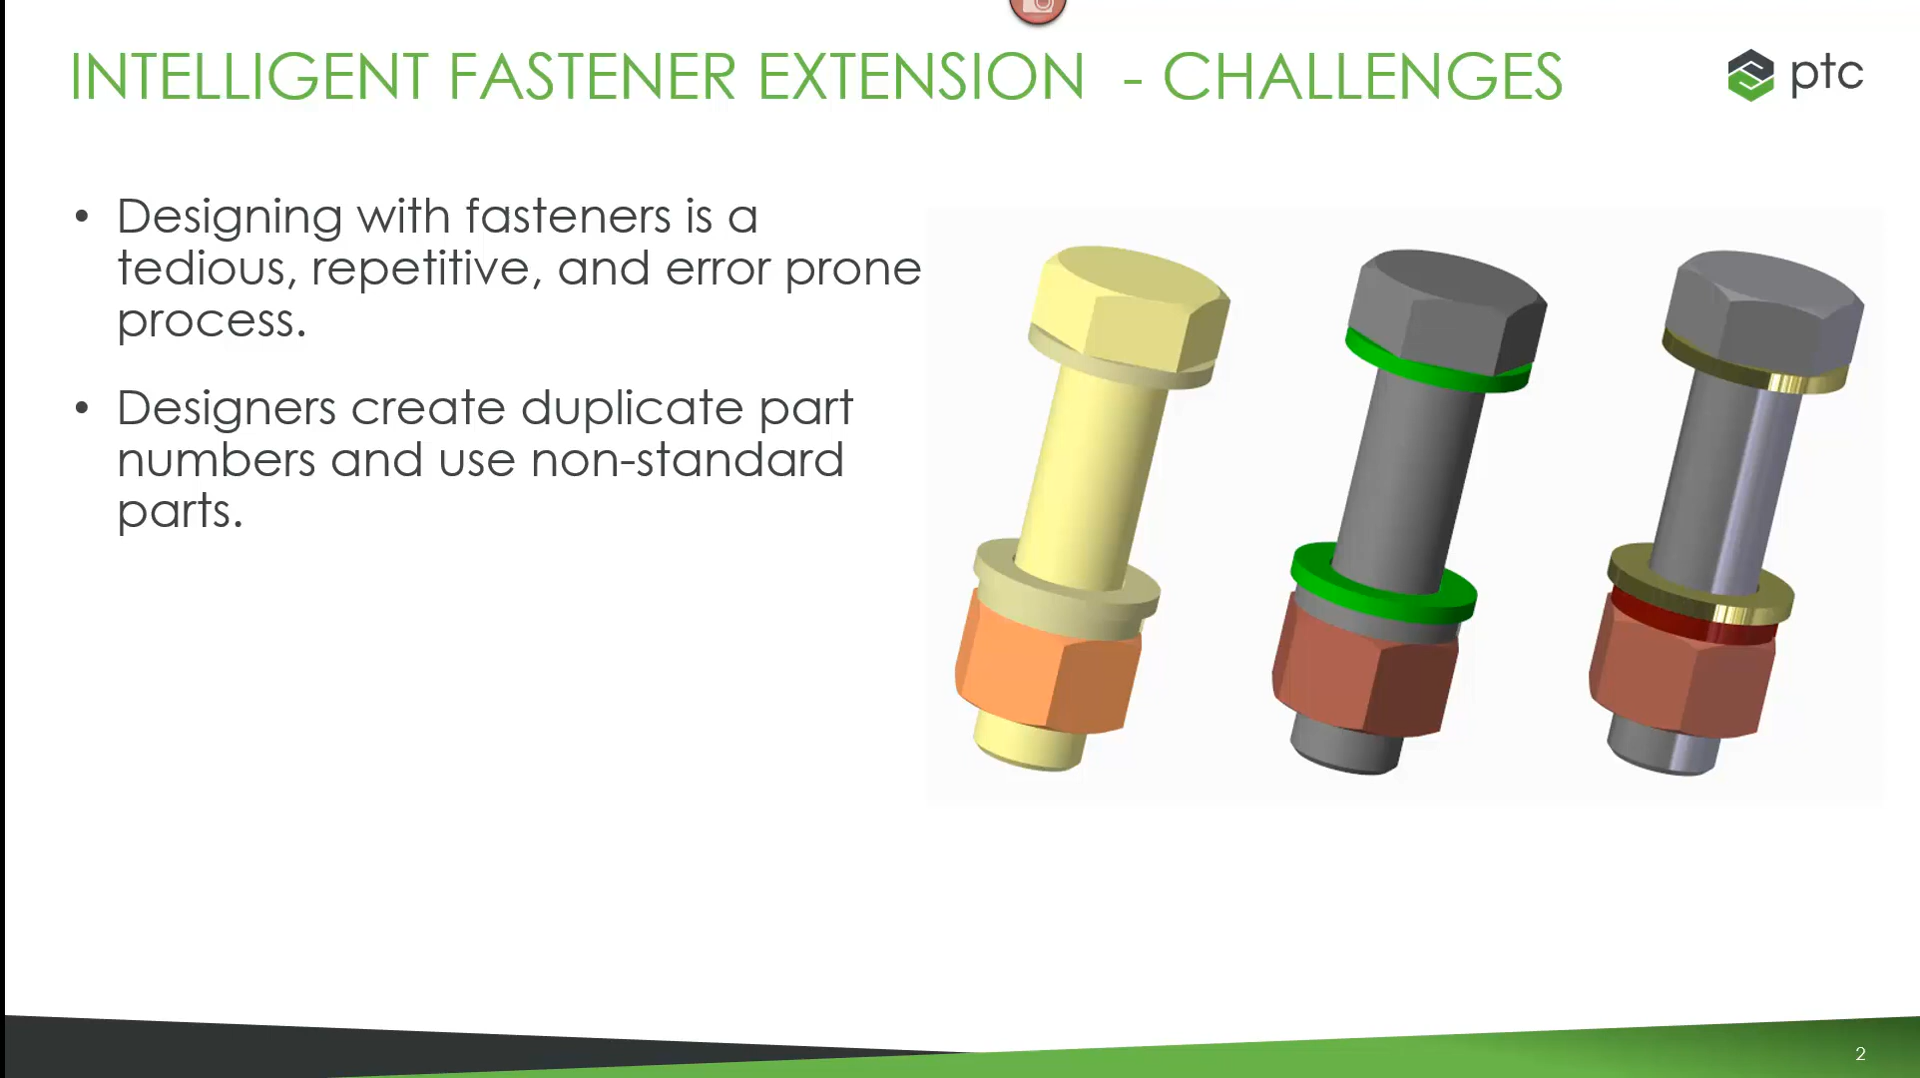 INTELLIGENT FASTENER EXTENSION - CHALLENGES
ptc
• Designing with fasteners is a
tedious, repetitive, and error prone
process.
• Designers create duplicate part
numbers and use non-standard
parts.
2